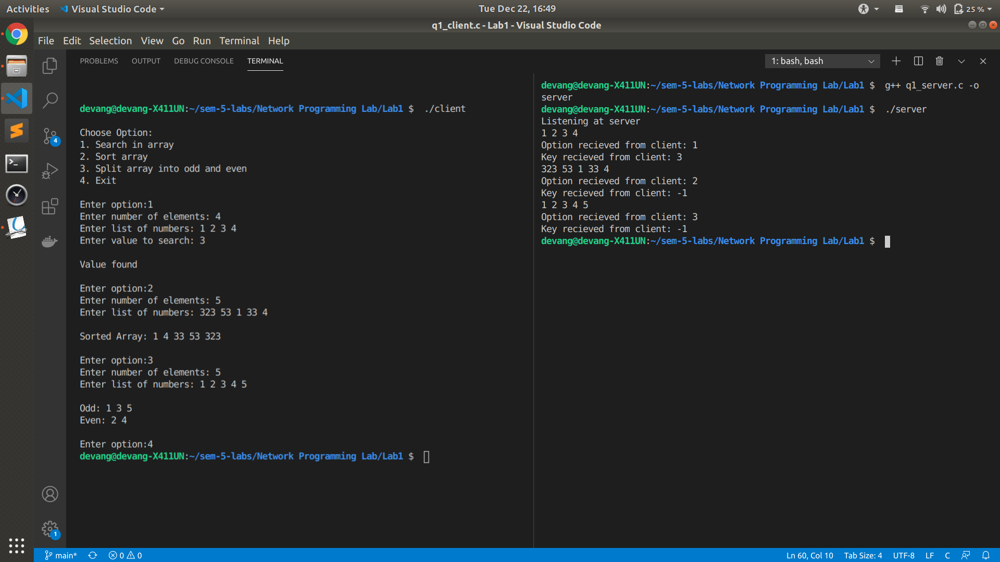 Activities Visual Studio Code Tue Dec 22, 16:49 25 %
q1_client.c - Lab1 - Visual Studio Code
File Edit Selection View Go Run Terminal Help
PROBLEMS OUTPUT DEBUG CONSOLE TERMINAL 1: bash, bash
devang@devang-X411UN:~/sem-5-labs/Network Programming Lab/Lab1 $ ./client
Choose Option:
1. Search in array
2. Sort array
3. Split array into odd and even
4. Exit
Enter option:1
Enter number of elements: 4
Enter list of numbers: 1 2 3 4
Enter value to search: 3
Value found
Enter option:2
Enter number of elements: 5
Enter list of numbers: 323 53 1 33 4
Sorted Array: 1 4 33 53 323
Enter option:3
Enter number of elements: 5
Enter list of numbers: 1 2 3 4 5
Odd: 1 3 5
Even: 2 4
Enter option:4
devang@devang-X411UN:~/sem-5-labs/Network Programming Lab/Lab1 $
devang@devang-X411UN:~/sem-5-labs/Network Programming Lab/Lab1 $ g++ q1_server.c -o
server
devang@devang-X411UN:~/sem-5-labs/Network Programming Lab/Lab1 $ ./server
Listening at server
1 2 3 4
Option recieved from client: 1
Key recieved from client: 3
323 53 1 33 4
Option recieved from client: 2
Key recieved from client: -1
1 2 3 4 5
Option recieved from client: 3
Key recieved from client: -1
devang@devang-X411UN:~/sem-5-labs/Network Programming Lab/Lab1 $
4
1
main* 0 0 Ln 60, Col 10 Tab Size: 4 UTF-8 LF C